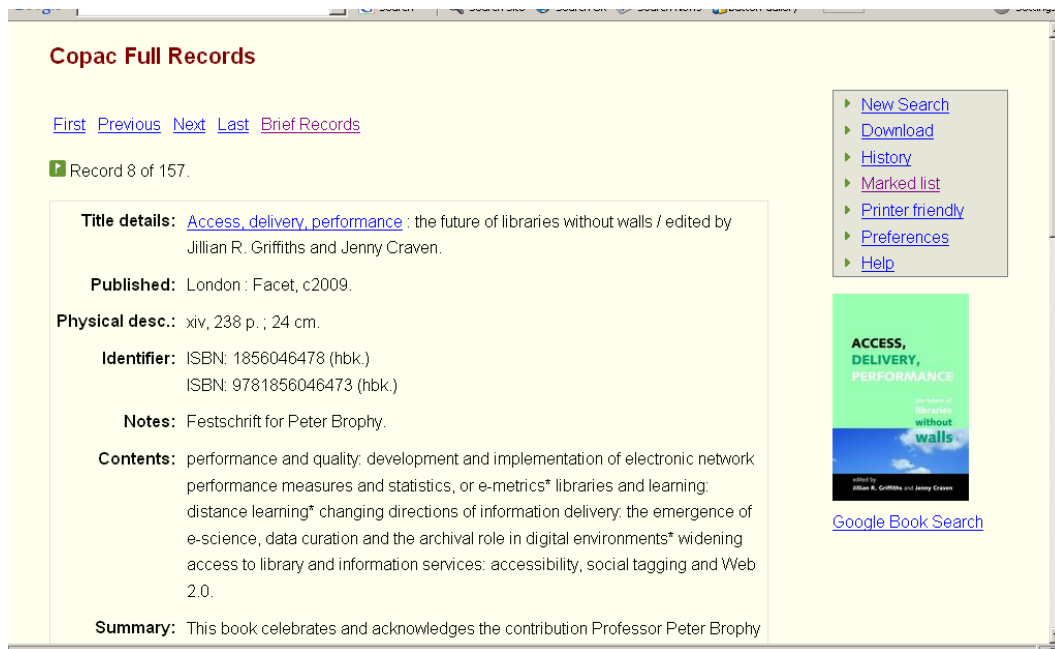 Copac Full Records
First Previous Next Last Brief Records
Record 8 of 157.
Title details: Access, delivery, performance : the future of libraries without walls / edited by
Jillian R. Griffiths and Jenny Craven.
Published: London : Facet, c2009.
Physical desc.: xiv, 238 p. ; 24 cm.
Identifier: ISBN: 1856046478 (hbk.)
ISBN: 9781856046473 (hbk.)
Notes: Festschrift for Peter Brophy.
Contents: performance and quality: development and implementation of electronic network
performance measures and statistics, or e-metrics* libraries and learning:
distance learning* changing directions of information delivery: the emergence of
e-science, data curation and the archival role in digital environments* widening
access to library and information services: accessibility, social tagging and Web
2.0.
Summary: This book celebrates and acknowledges the contribution Professor Peter Brophy
New Search
Download
History
Marked list
Printer friendly
Preferences
Help
ACCESS,
DELIVERY,
PERFORMANCE
the future of
libraries
without
walls
edited by
Jillian R. Griffiths and Jenny Craven
Google Book Search